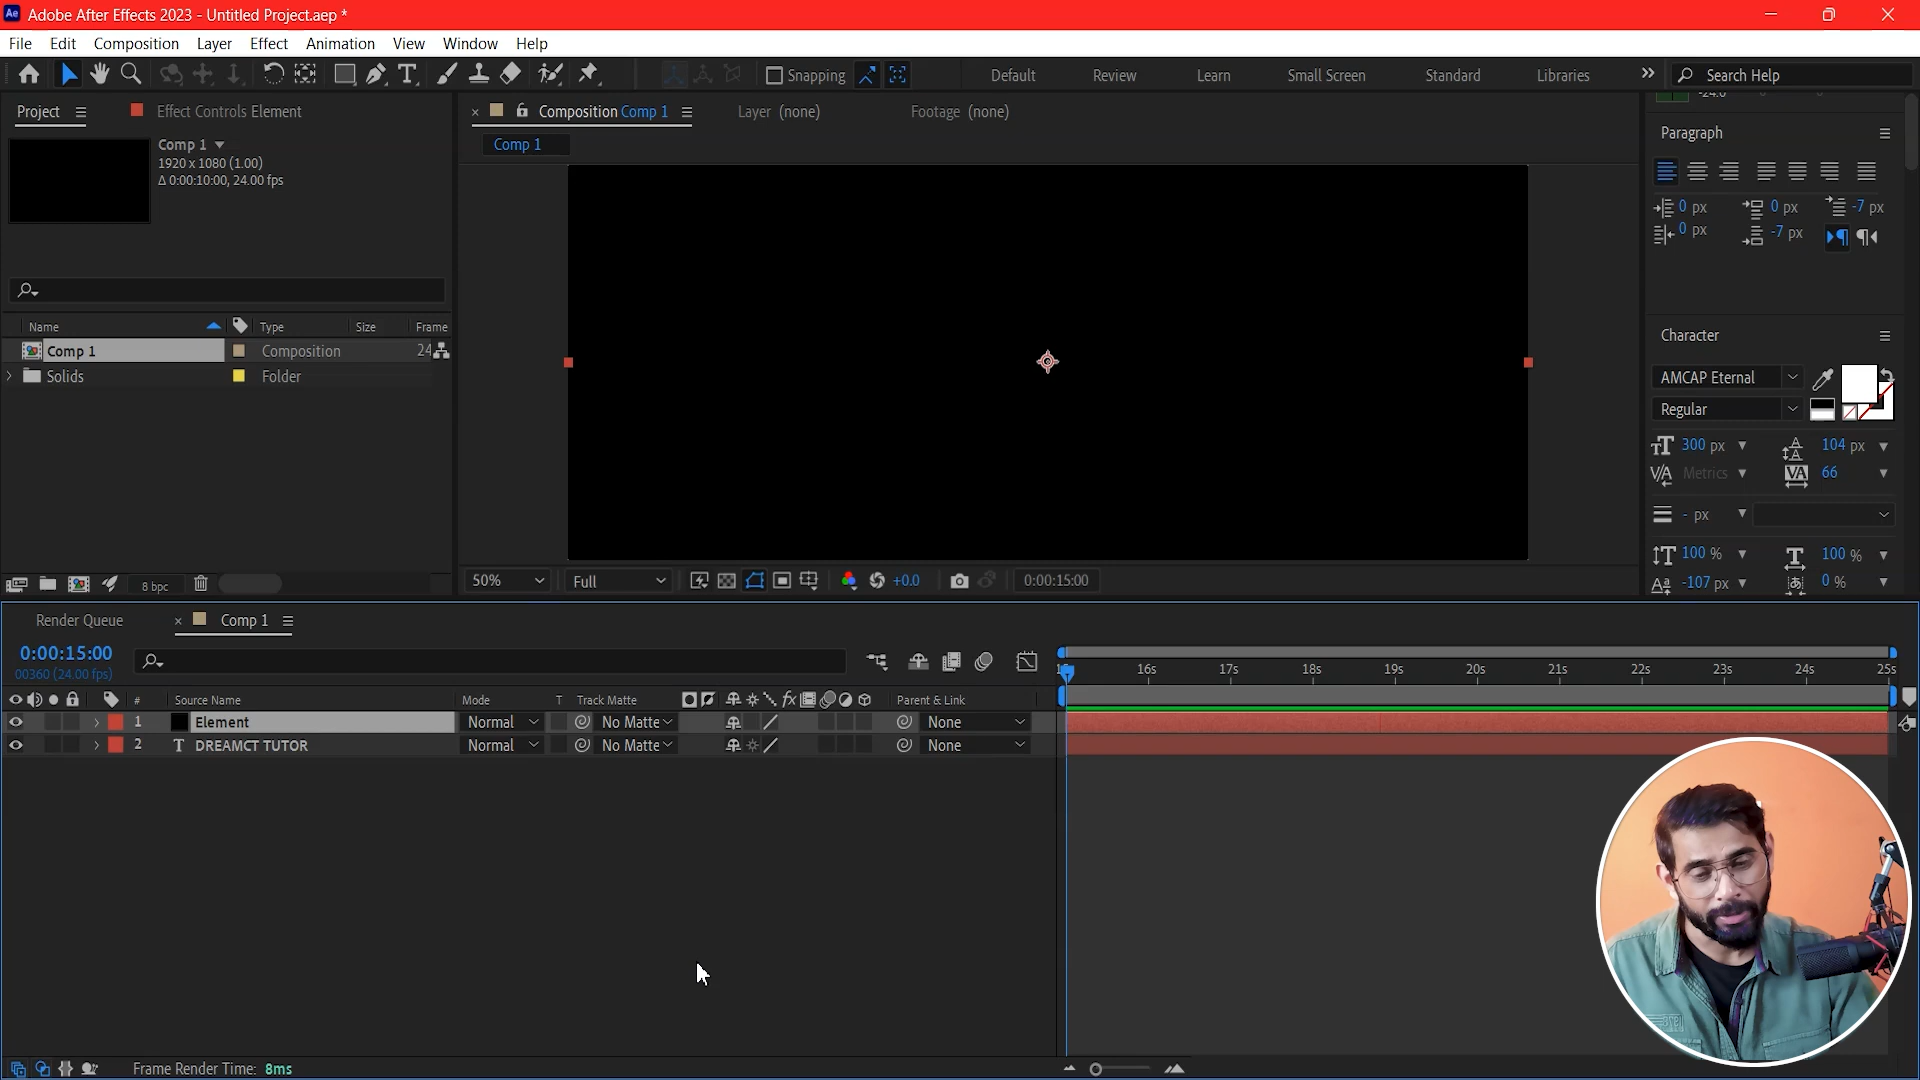 Ae Adobe After Effects 2023 - Untitled Project.aep *
File Edit Composition Layer Effect Animation View Window Help
Snapping Default Review Learn Small Screen Standard Libraries Search Help
Project Effect Controls Element
Comp 1
1920 x 1080 (1.00)
Δ 0:00:10:00, 24.00 fps
Name Type Size Frame
Comp 1 Composition 24
Solids Folder
8 bpc
Composition Comp 1 Layer (none) Footage (none)
Comp 1
50% Full +0.0 0:00:15:00
Paragraph
0 px 0 px -7 px
0 px -7 px
Character
AMCAP Eternal
Regular
300 px 104 px
Metrics 66
- px
100 % 100 %
-107 px 0 %
Render Queue Comp 1
0:00:15:00
00360 (24.00 fps)
16s 17s 18s 19s 20s 21s 22s 23s 24s 25s
# Source Name Mode T Track Matte fx Parent & Link
1 Element Normal No Matte None
2 T DREAMCT TUTOR Normal No Matte None
Frame Render Time: 8ms